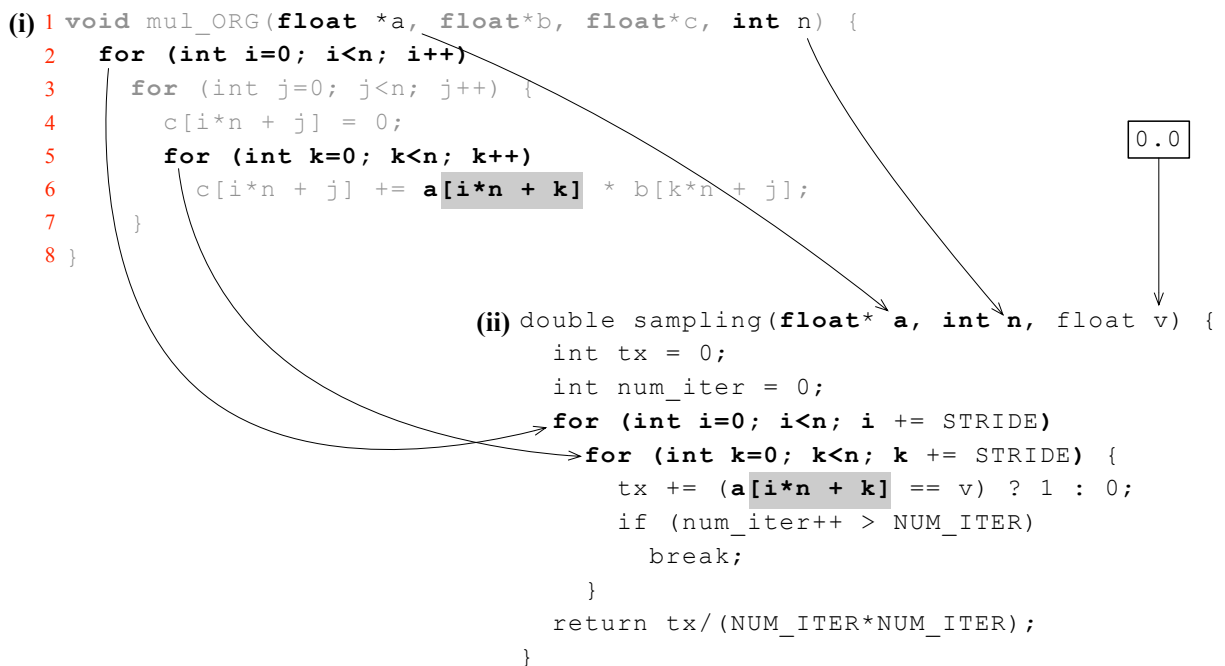 (i) 1 void mul_ORG(float *a, float*b, float*c, int n) {
2 for (int i=0; i<n; i++)
3 for (int j=0; j<n; j++) {
4 c[i*n + j] = 0;
5 for (int k=0; k<n; k++)
6 c[i*n + j] += a[i*n + k] * b[k*n + j];
7 }
8 }
0.0
(ii) double sampling(float* a, int n, float v) {
int tx = 0;
int num_iter = 0;
for (int i=0; i<n; i += STRIDE)
for (int k=0; k<n; k += STRIDE) {
tx += (a[i*n + k] == v) ? 1 : 0;
if (num_iter++ > NUM_ITER)
break;
}
return tx/(NUM_ITER*NUM_ITER);
}